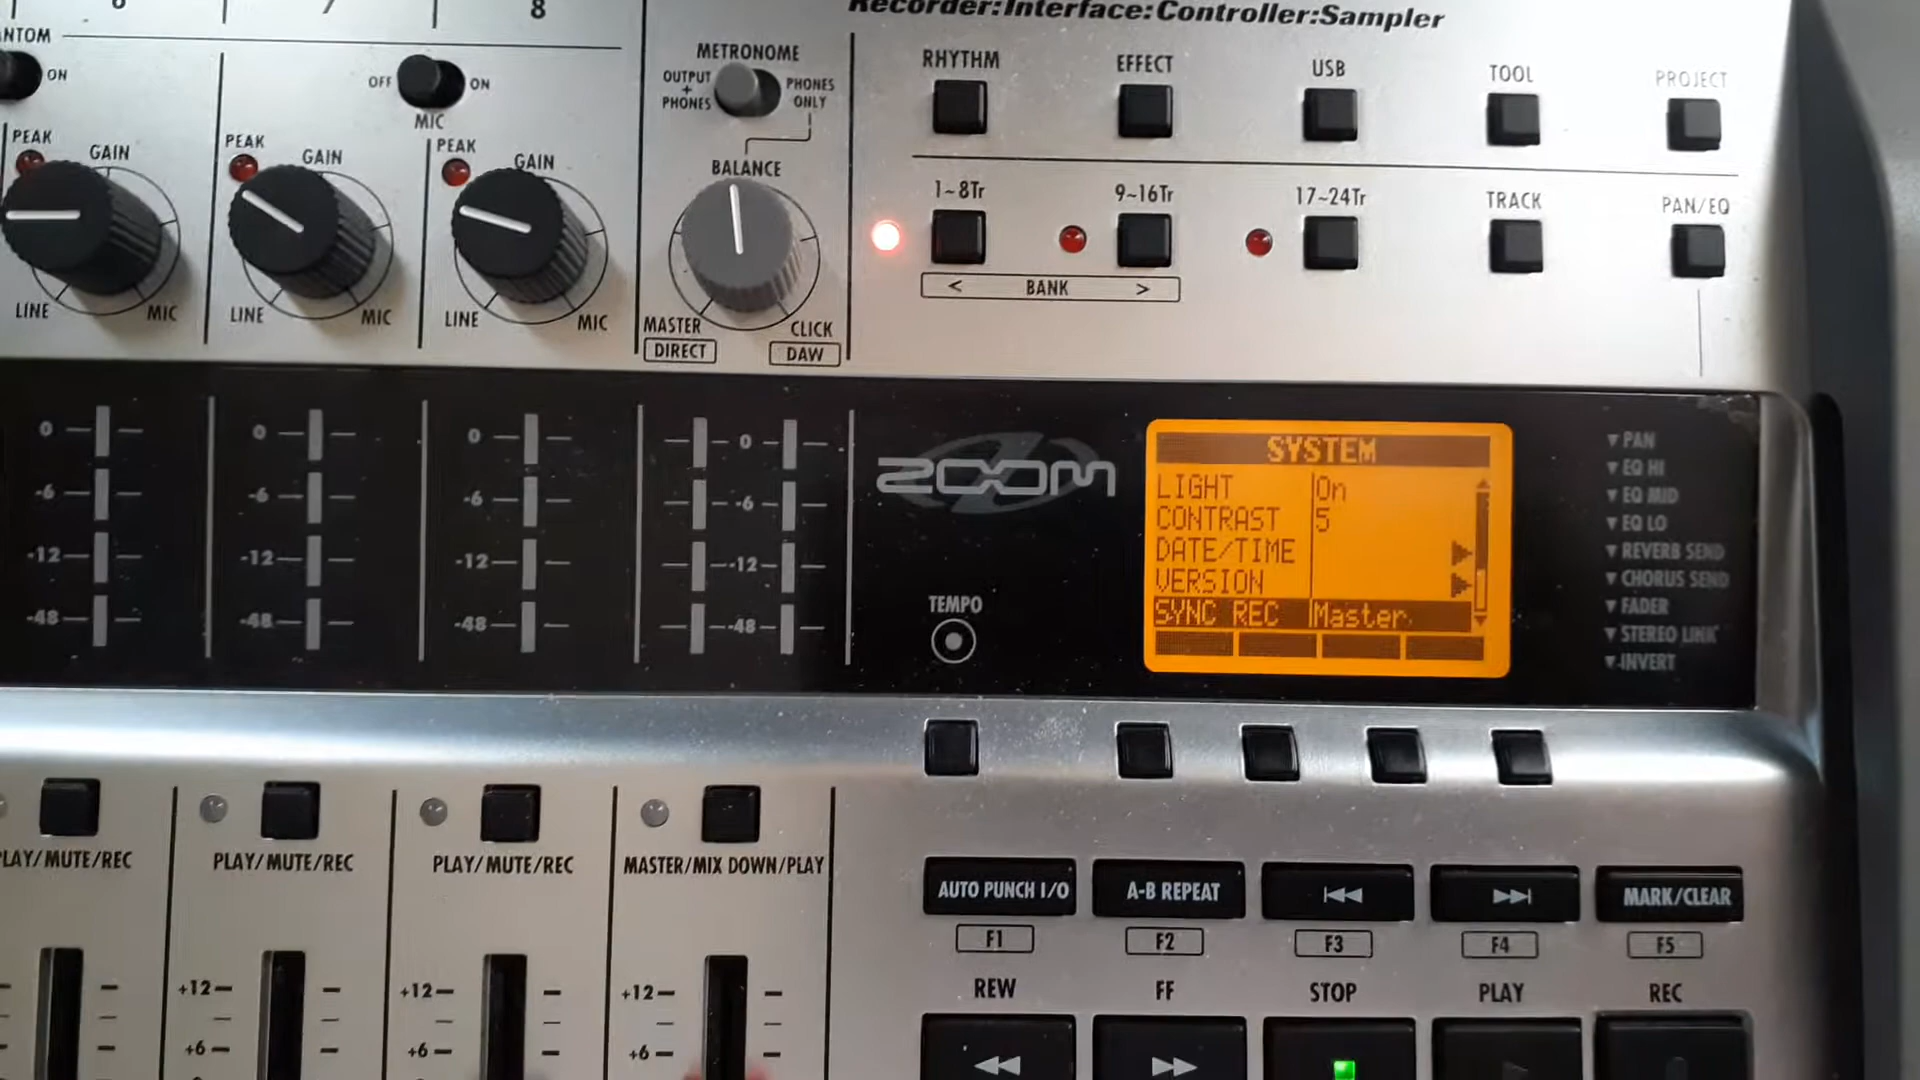 Recorder:Interface:Controller:Sampler
7
8
ON
OFF
ON
MIC
METRONOME
OUTPUT
+
PHONES
PHONES
ONLY
RHYTHM
EFFECT
USB
TOOL
PROJECT
PEAK
GAIN
PEAK
GAIN
PEAK
GAIN
BALANCE
1~8Tr
9~16Tr
17~24Tr
TRACK
PAN/EQ
< BANK >
LINE
MIC
LINE
MIC
LINE
MIC
MASTER
CLICK
DIRECT
DAW
0
-6
-12
-48
0
-6
-12
-48
0
-6
-12
-48
0
-6
-12
-48
ZOOM
TEMPO
SYSTEM
LIGHT On
CONTRAST 5
DATE/TIME
VERSION
SYNC REC Master
▼PAN
▼EQ HI
▼EQ MID
▼EQ LO
▼REVERB SEND
▼CHORUS SEND
▼FADER
▼STEREO LINK
▼INVERT
PLAY/MUTE/REC
PLAY/MUTE/REC
MASTER/MIX DOWN/PLAY
AUTO PUNCH I/O
A-B REPEAT
MARK/CLEAR
F1
F2
F3
F4
F5
REW
FF
STOP
PLAY
REC
+12
+12
+12
+6
+6
+6